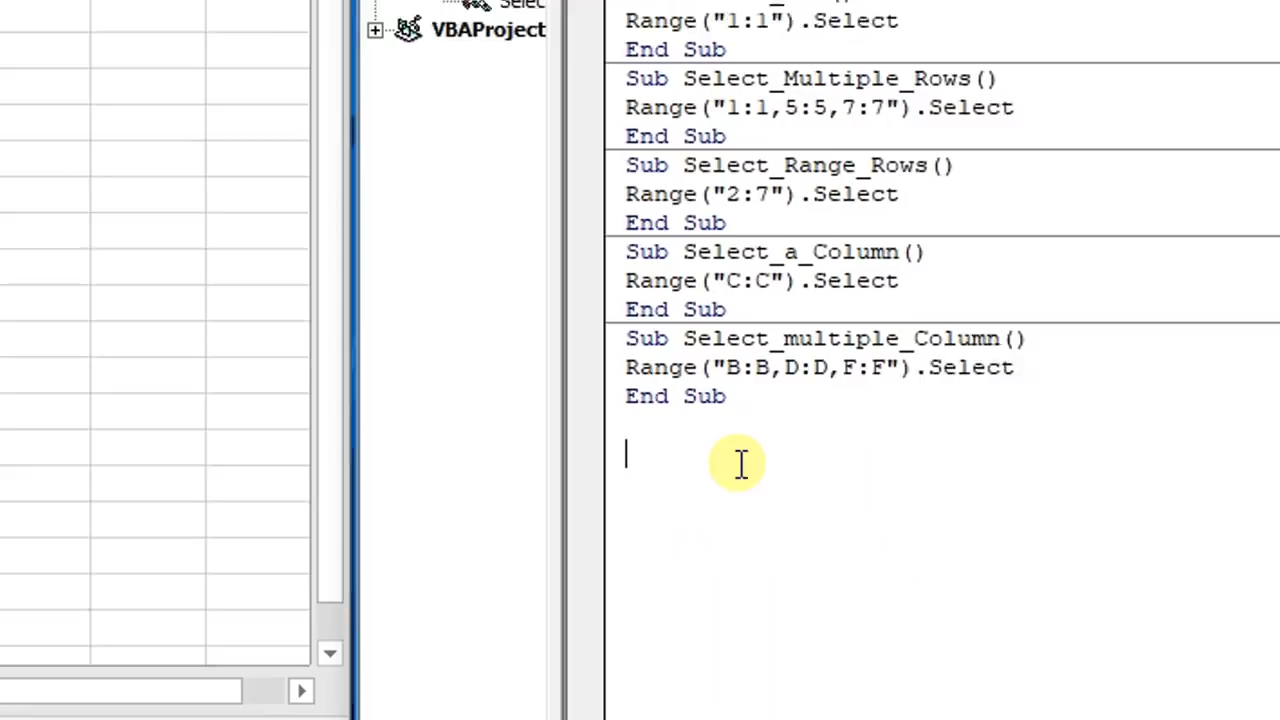 Selec
VBAProject
Range("1:1").Select
End Sub
Sub Select_Multiple_Rows()
Range("1:1,5:5,7:7").Select
End Sub
Sub Select_Range_Rows()
Range("2:7").Select
End Sub
Sub Select_a_Column()
Range("C:C").Select
End Sub
Sub Select_multiple_Column()
Range("B:B,D:D,F:F").Select
End Sub